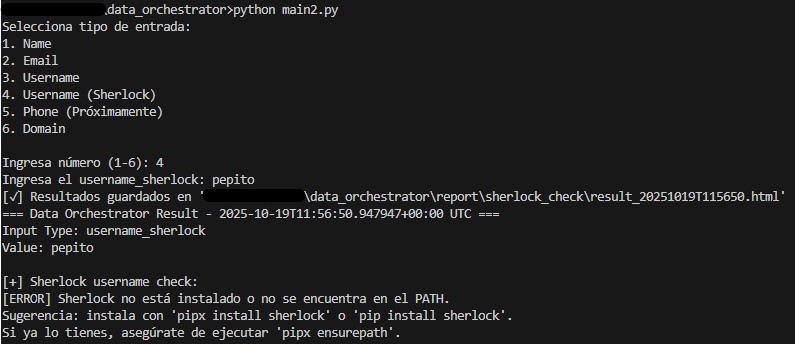 \data_orchestrator>python main2.py
Selecciona tipo de entrada:
1. Name
2. Email
3. Username
4. Username (Sherlock)
5. Phone (Próximamente)
6. Domain
Ingresa número (1-6): 4
Ingresa el username_sherlock: pepito
[√] Resultados guardados en '\data_orchestrator\report\sherlock_check\result_20251019T115650.html'
=== Data Orchestrator Result - 2025-10-19T11:56:50.947947+00:00 UTC ===
Input Type: username_sherlock
Value: pepito
[+] Sherlock username check:
[ERROR] Sherlock no está instalado o no se encuentra en el PATH.
Sugerencia: instala con 'pipx install sherlock' o 'pip install sherlock'.
Si ya lo tienes, asegúrate de ejecutar 'pipx ensurepath'.